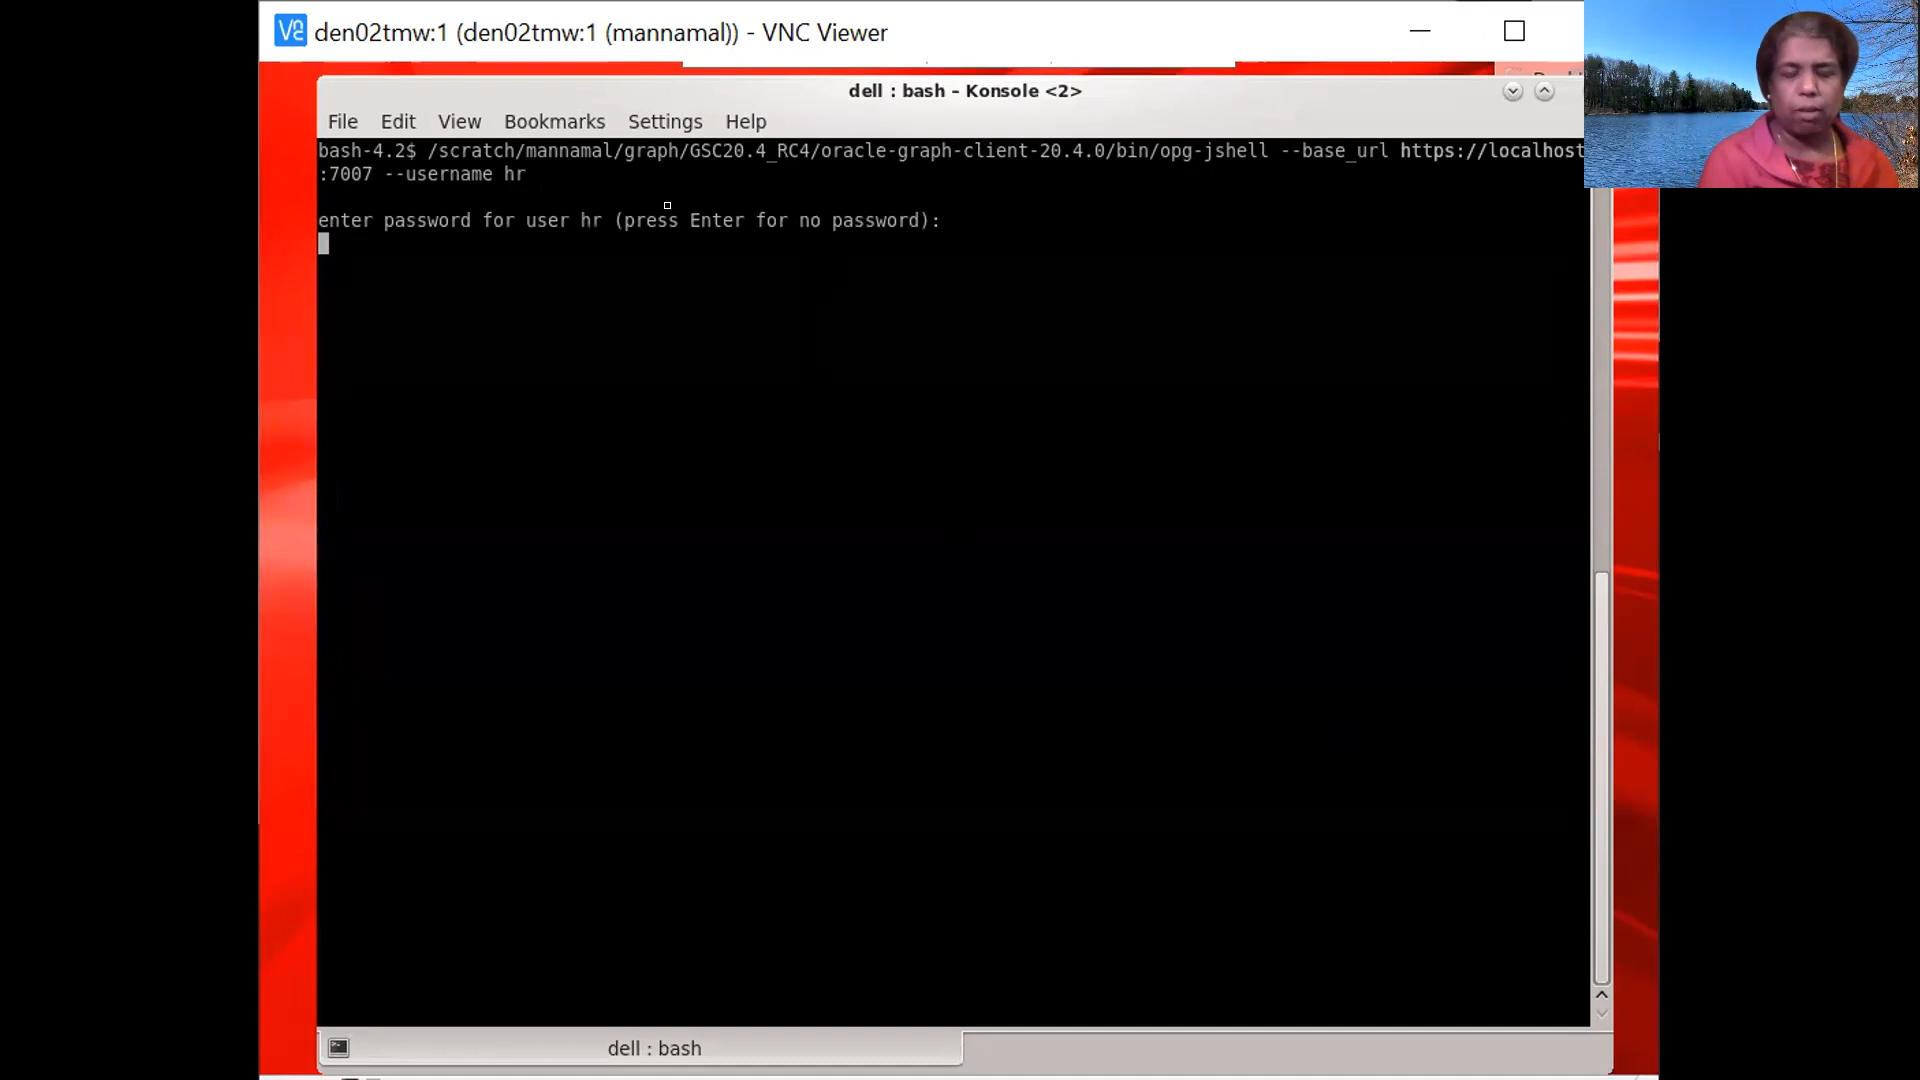 den02tmw:1 (den02tmw:1 (mannamal)) - VNC Viewer
dell : bash – Konsole <2>
File Edit View Bookmarks Settings Help
bash-4.2$ /scratch/mannamal/graph/GSC20.4_RC4/oracle-graph-client-20.4.0/bin/opg-jshell --base_url https://localhost
:7007 --username hr
enter password for user hr (press Enter for no password):
dell : bash